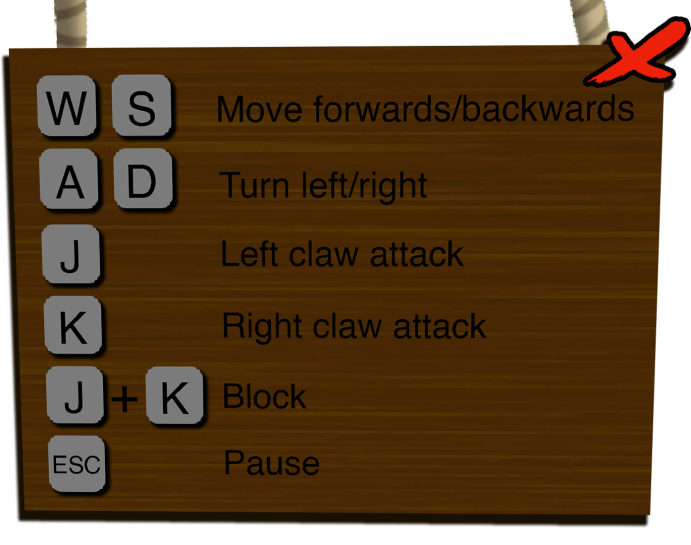 W S Move forwards/backwards
A D Turn left/right
J Left claw attack
K Right claw attack
J + K Block
ESC Pause